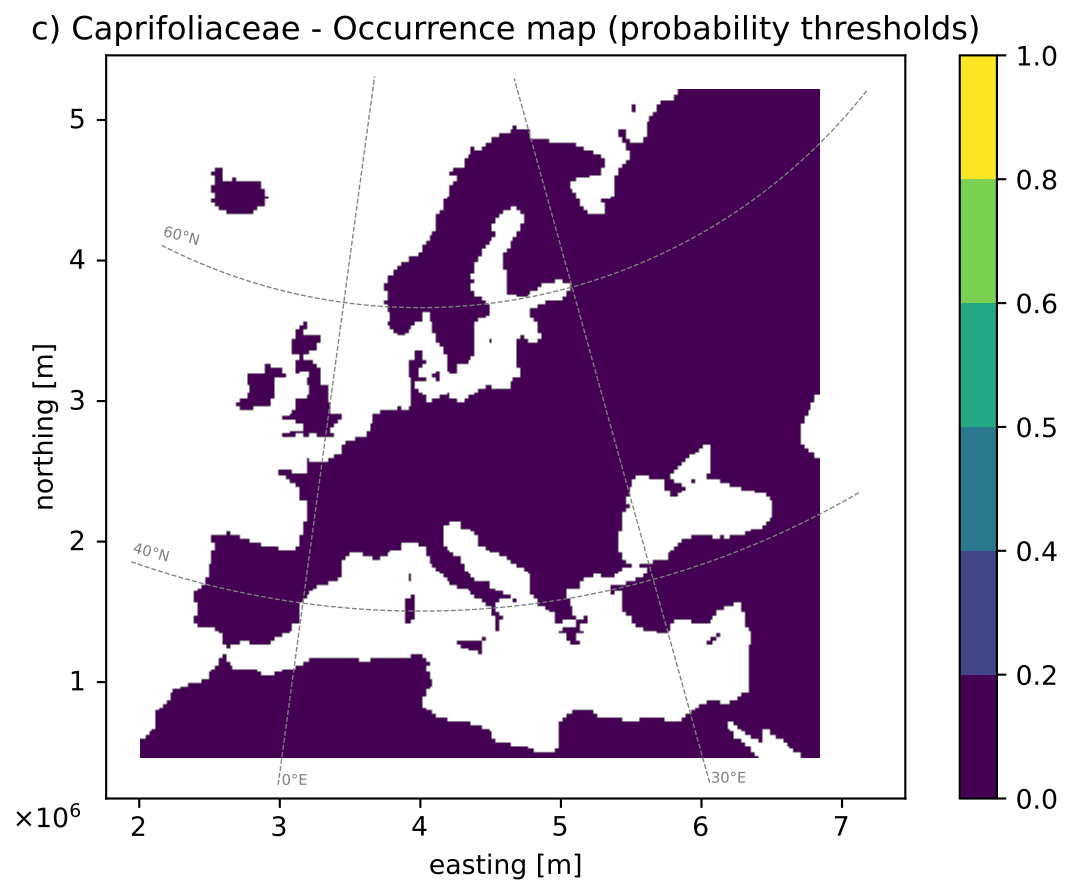 c) Caprifoliaceae - Occurrence map (probability thresholds)
60°N
40°N
0°E
30°E
5
4
3
2
1
northing [m]
×10⁶
2
3
4
5
6
7
easting [m]
1.0
0.8
0.6
0.5
0.4
0.2
0.0